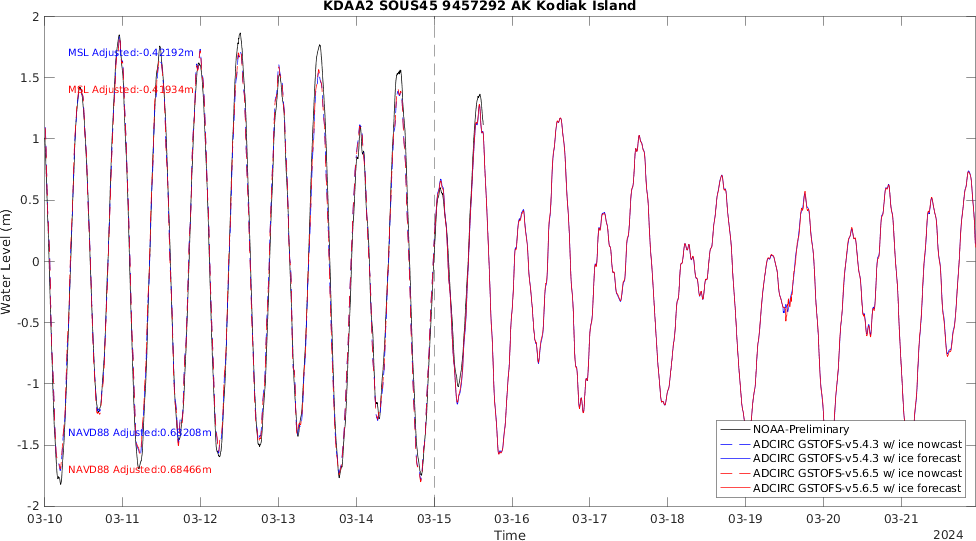 KDAA2 SOUS45 9457292 AK Kodiak Island
2
1.5
1
0.5
0
-0.5
-1
-1.5
-2
Water Level (m)
MSL Adjusted:-0.42192m
MSL Adjusted:-0.41934m
NAVD88 Adjusted:0.68208m
NAVD88 Adjusted:0.68466m
NOAA-Preliminary
ADCIRC GSTOFS-v5.4.3 w/ ice nowcast
ADCIRC GSTOFS-v5.4.3 w/ ice forecast
ADCIRC GSTOFS-v5.6.5 w/ ice nowcast
ADCIRC GSTOFS-v5.6.5 w/ ice forecast
03-10 03-11 03-12 03-13 03-14 03-15 03-16 03-17 03-18 03-19 03-20 03-21
Time
2024